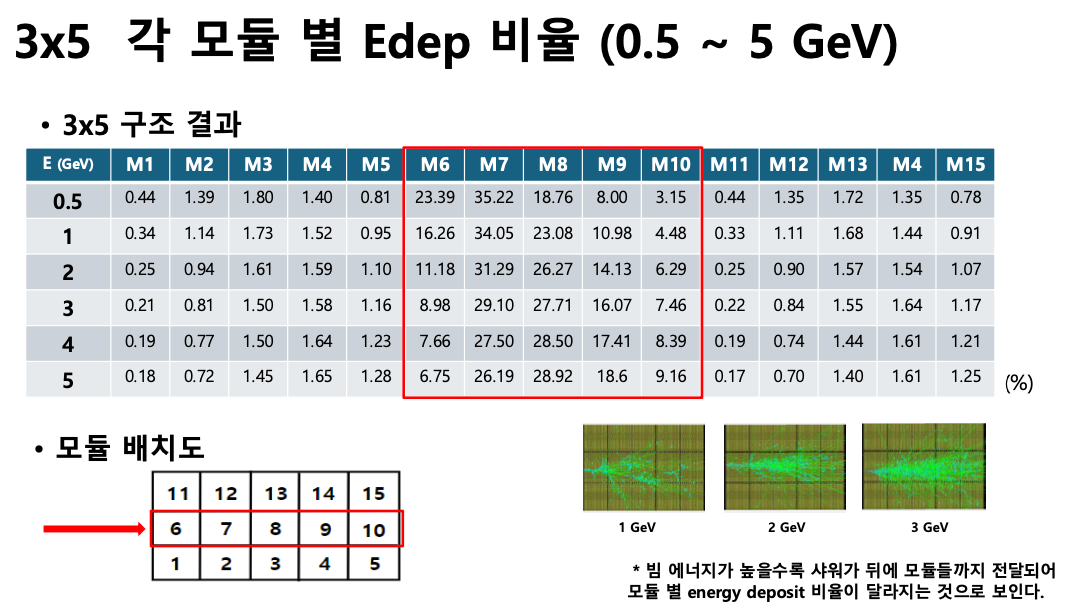 3x5 각 모듈 별 Edep 비율 (0.5 ~ 5 GeV)
• 3x5 구조 결과
E (GeV) M1 M2 M3 M4 M5 M6 M7 M8 M9 M10 M11 M12 M13 M4 M15
0.5 0.44 1.39 1.80 1.40 0.81 23.39 35.22 18.76 8.00 3.15 0.44 1.35 1.72 1.35 0.78
1 0.34 1.14 1.73 1.52 0.95 16.26 34.05 23.08 10.98 4.48 0.33 1.11 1.68 1.44 0.91
2 0.25 0.94 1.61 1.59 1.10 11.18 31.29 26.27 14.13 6.29 0.25 0.90 1.57 1.54 1.07
3 0.21 0.81 1.50 1.58 1.16 8.98 29.10 27.71 16.07 7.46 0.22 0.84 1.55 1.64 1.17
4 0.19 0.77 1.50 1.64 1.23 7.66 27.50 28.50 17.41 8.39 0.19 0.74 1.44 1.61 1.21
5 0.18 0.72 1.45 1.65 1.28 6.75 26.19 28.92 18.6 9.16 0.17 0.70 1.40 1.61 1.25
(%)
• 모듈 배치도
11 12 13 14 15
6 7 8 9 10
1 2 3 4 5
1 GeV 2 GeV 3 GeV
* 빔 에너지가 높을수록 샤워가 뒤에 모듈들까지 전달되어
모듈 별 energy deposit 비율이 달라지는 것으로 보인다.